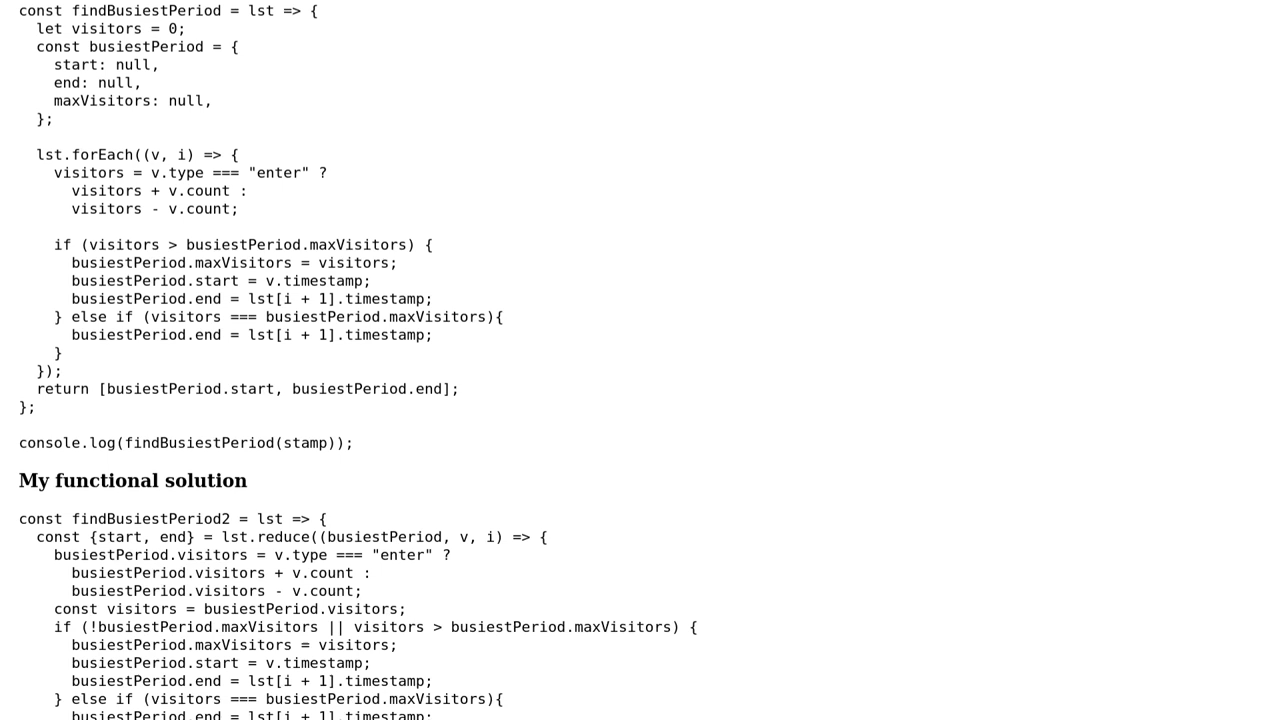 const findBusiestPeriod = lst => {
  let visitors = 0;
  const busiestPeriod = {
    start: null,
    end: null,
    maxVisitors: null,
  };

  lst.forEach((v, i) => {
    visitors = v.type === "enter" ?
      visitors + v.count :
      visitors - v.count;

    if (visitors > busiestPeriod.maxVisitors) {
      busiestPeriod.maxVisitors = visitors;
      busiestPeriod.start = v.timestamp;
      busiestPeriod.end = lst[i + 1].timestamp;
    } else if (visitors === busiestPeriod.maxVisitors){
      busiestPeriod.end = lst[i + 1].timestamp;
    }
  });
  return [busiestPeriod.start, busiestPeriod.end];
};

console.log(findBusiestPeriod(stamp));
My functional solution
const findBusiestPeriod2 = lst => {
  const {start, end} = lst.reduce((busiestPeriod, v, i) => {
    busiestPeriod.visitors = v.type === "enter" ?
      busiestPeriod.visitors + v.count :
      busiestPeriod.visitors - v.count;
    const visitors = busiestPeriod.visitors;
    if (!busiestPeriod.maxVisitors || visitors > busiestPeriod.maxVisitors) {
      busiestPeriod.maxVisitors = visitors;
      busiestPeriod.start = v.timestamp;
      busiestPeriod.end = lst[i + 1].timestamp;
    } else if (visitors === busiestPeriod.maxVisitors){
      busiestPeriod.end = lst[i + 1].timestamp;